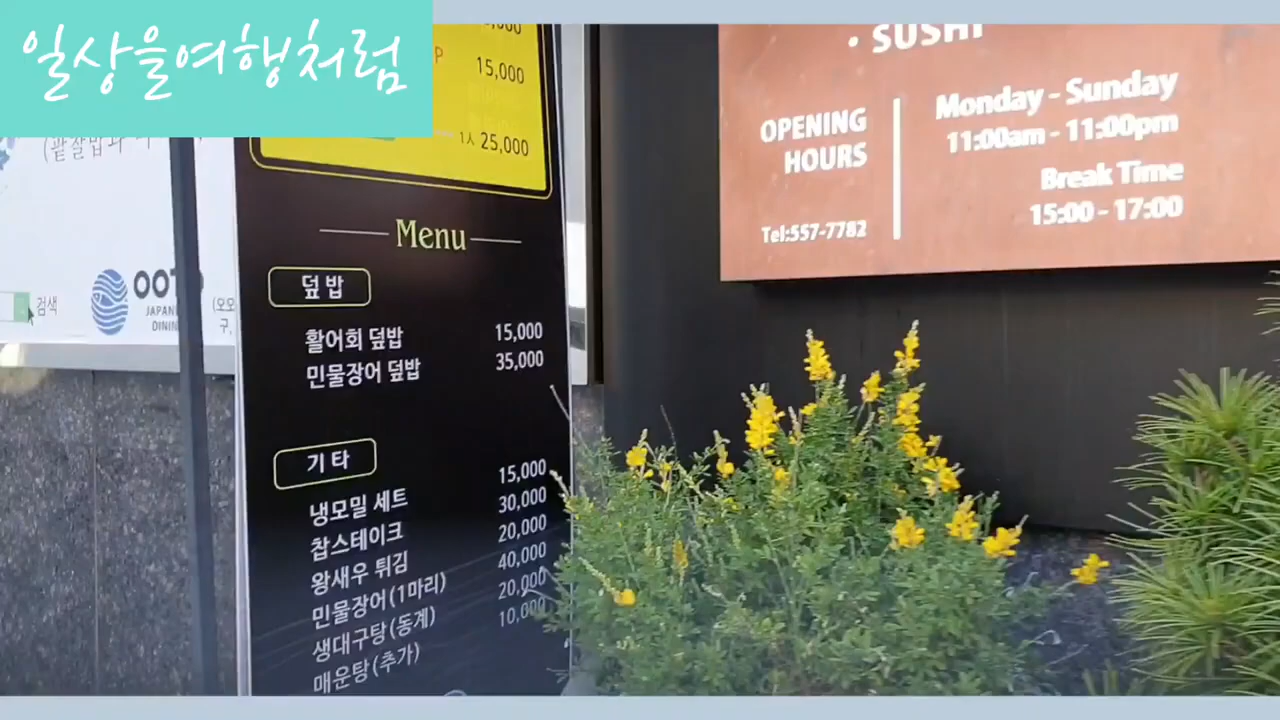 일상을여행처럼
15,000
1人 25,000
Menu
덮밥
활어회 덮밥 15,000
민물장어 덮밥 35,000
기타
냉모밀 세트 15,000
찹스테이크 30,000
왕새우 튀김 20,000
민물장어(1마리) 40,000
생대구탕(동계) 20,000
매운탕(추가) 10,000
검색
• SUSHI
OPENING
HOURS
Monday - Sunday
11:00am - 11:00pm
Break Time
15:00 - 17:00
Tel:557-7782